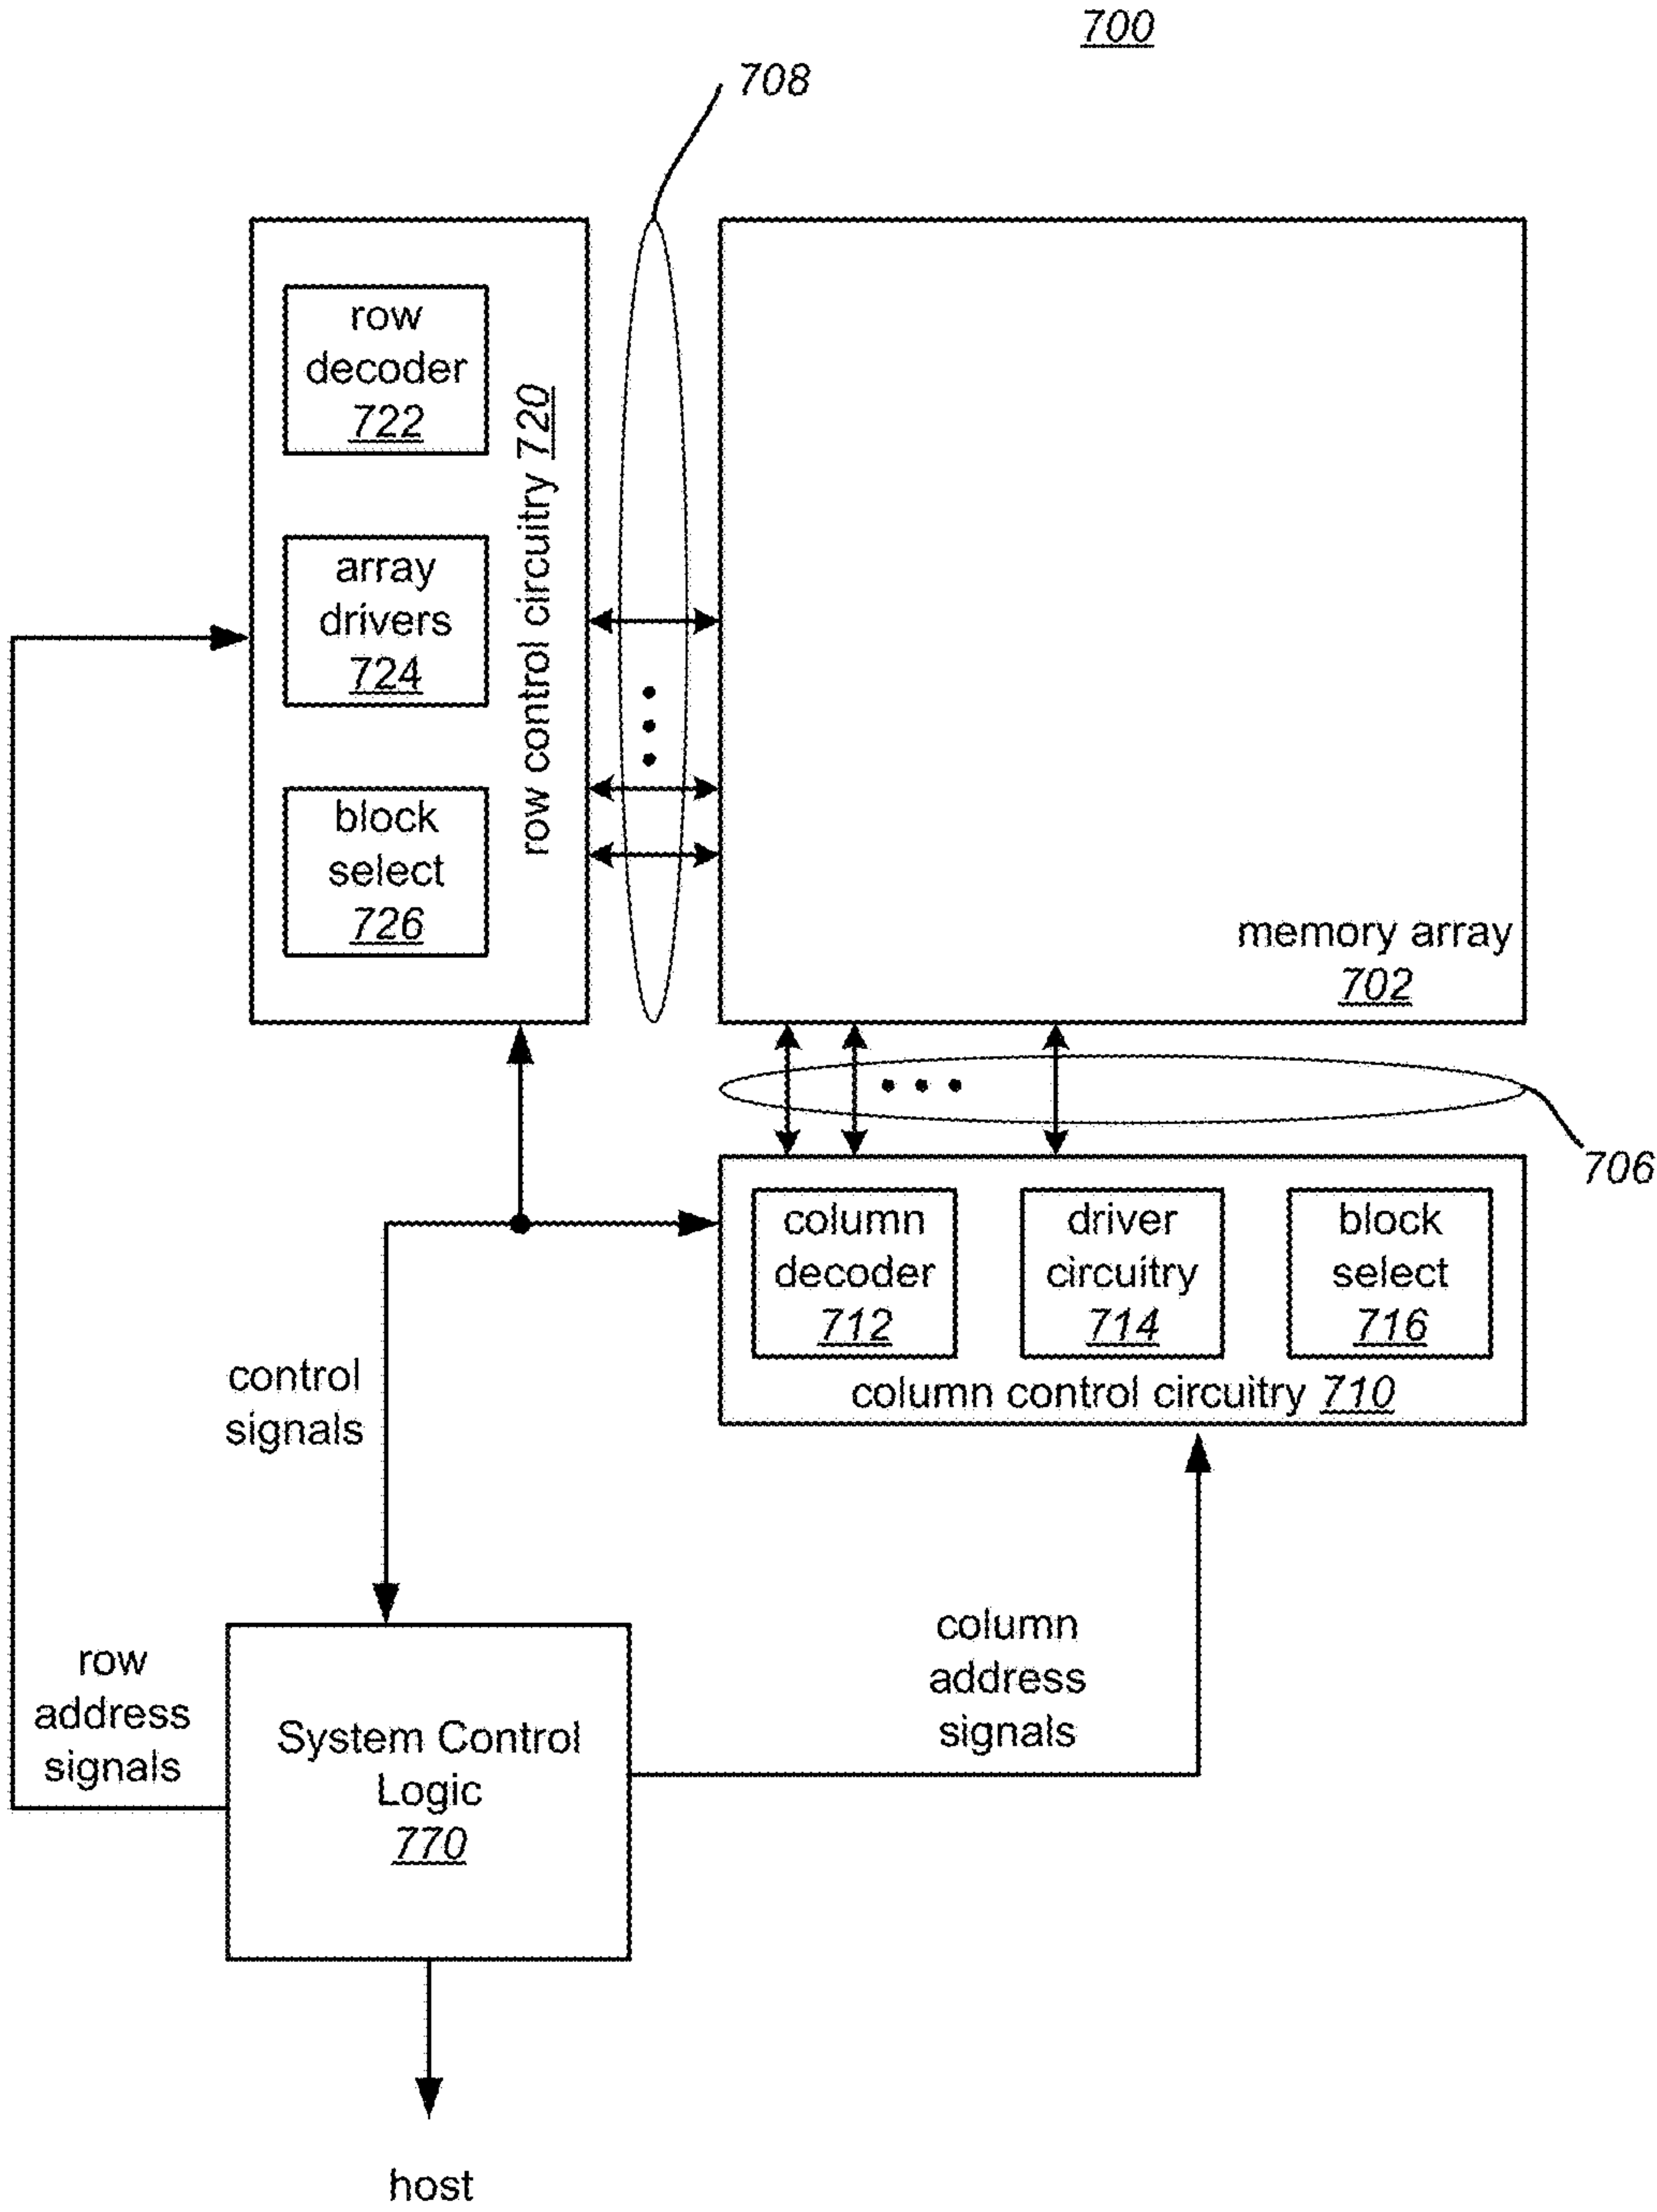 700
708
row
decoder
722
array
drivers
724
block
select
726
row control circuitry 720
memory array
702
706
column
decoder
712
driver
circuitry
714
block
select
716
column control circuitry 710
control
signals
row
address
signals
System Control
Logic
770
column
address
signals
host